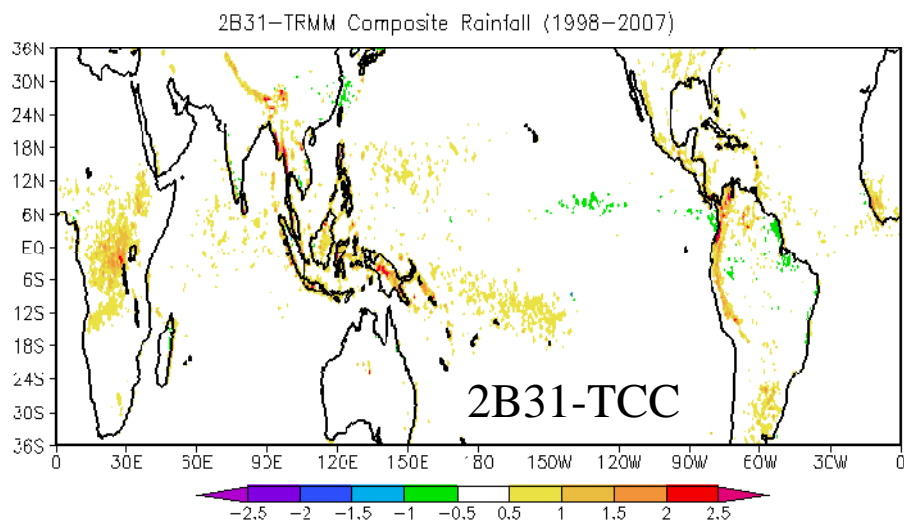 2B31-TRMM Composite Rainfall (1998-2007)
36N
30N
24N
18N
12N
6N
EQ
6S
12S
18S
24S
30S
36S
2B31-TCC
0 30E 60E 90E 120E 150E 180 150W 120W 90W 60W 30W 0
-2.5 -2 -1.5 -1 -0.5 0.5 1 1.5 2 2.5